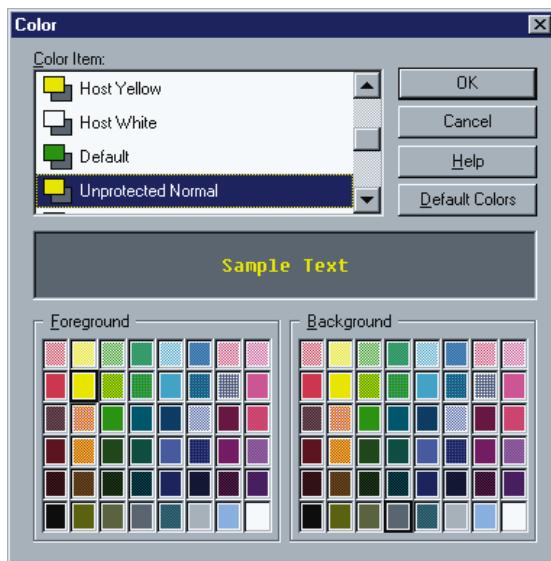 Color
Color Item:
Host Yellow
Host White
Default
Unprotected Normal
OK
Cancel
Help
Default Colors
Sample Text
Foreground
Background